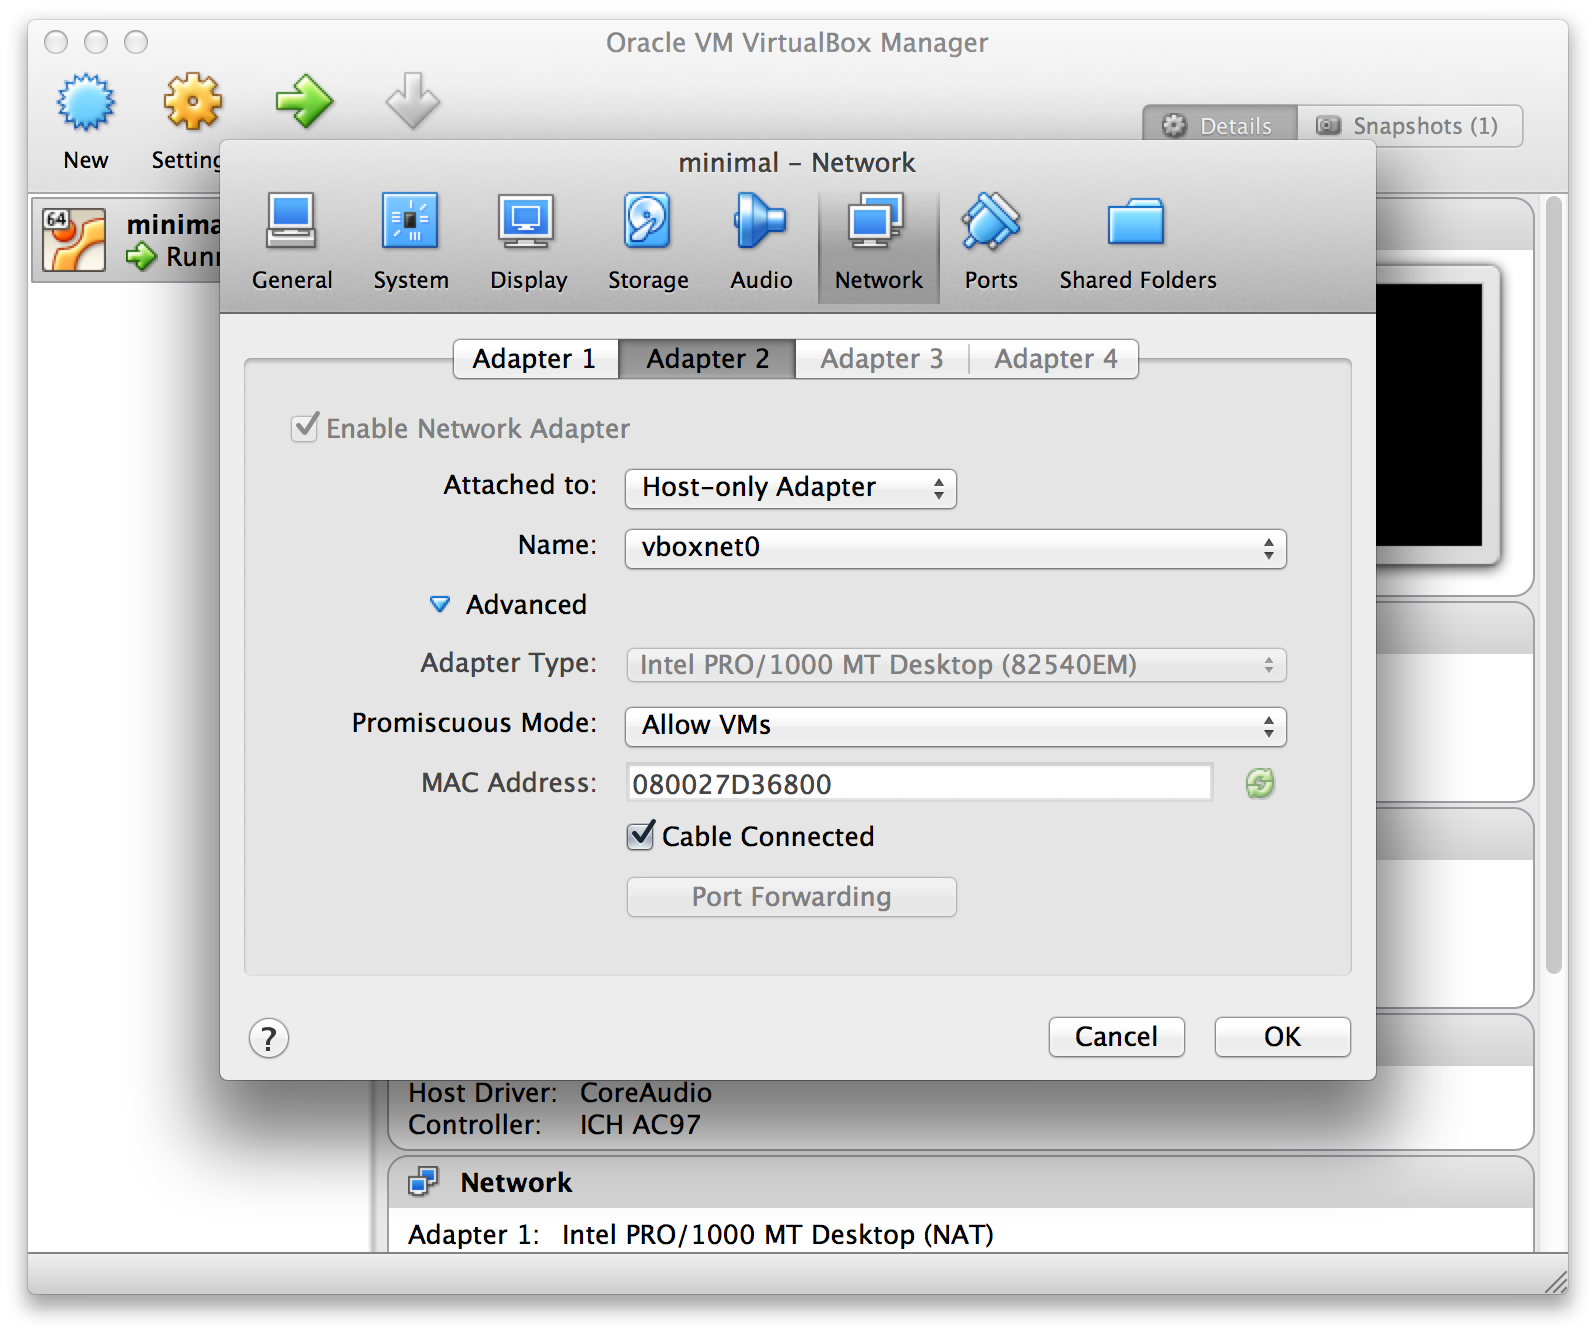 Oracle VM VirtualBox Manager
New
Setting
Details
Snapshots (1)
64
minima
Runn
minimal – Network
General
System
Display
Storage
Audio
Network
Ports
Shared Folders
Adapter 1
Adapter 2
Adapter 3
Adapter 4
Enable Network Adapter
Attached to: Host-only Adapter
Name: vboxnet0
Advanced
Adapter Type: Intel PRO/1000 MT Desktop (82540EM)
Promiscuous Mode: Allow VMs
MAC Address: 080027D36800
Cable Connected
Port Forwarding
?
Cancel
OK
Host Driver: CoreAudio
Controller: ICH AC97
Network
Adapter 1: Intel PRO/1000 MT Desktop (NAT)